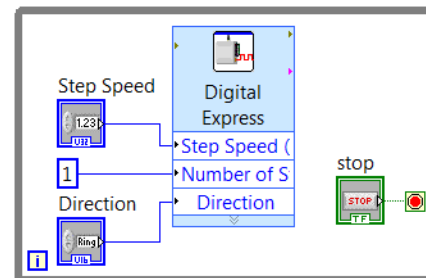 Step Speed
1.23
U32
Digital
Express
Step Speed (
1
Number of S
Direction
Direction
Ring
U16
stop
STOP
TF
i